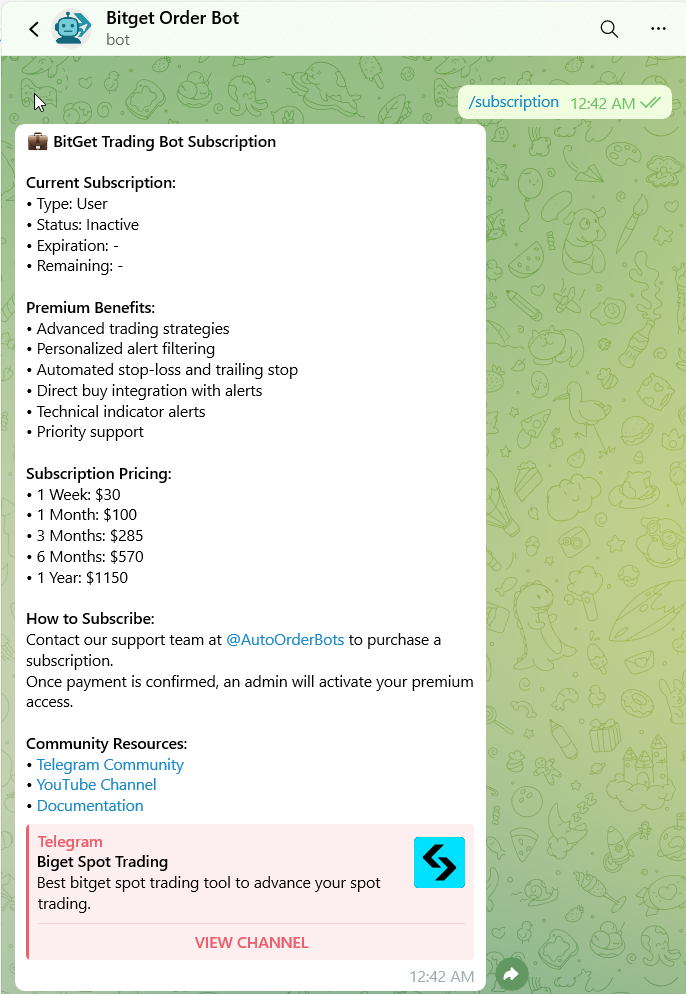 Bitget Order Bot
bot
/subscription 12:42 AM
BitGet Trading Bot Subscription
Current Subscription:
• Type: User
• Status: Inactive
• Expiration: -
• Remaining: -
Premium Benefits:
• Advanced trading strategies
• Personalized alert filtering
• Automated stop-loss and trailing stop
• Direct buy integration with alerts
• Technical indicator alerts
• Priority support
Subscription Pricing:
• 1 Week: $30
• 1 Month: $100
• 3 Months: $285
• 6 Months: $570
• 1 Year: $1150
How to Subscribe:
Contact our support team at @AutoOrderBots to purchase a
subscription.
Once payment is confirmed, an admin will activate your premium
access.
Community Resources:
• Telegram Community
• YouTube Channel
• Documentation
Telegram
Biget Spot Trading
Best bitget spot trading tool to advance your spot
trading.
VIEW CHANNEL
12:42 AM